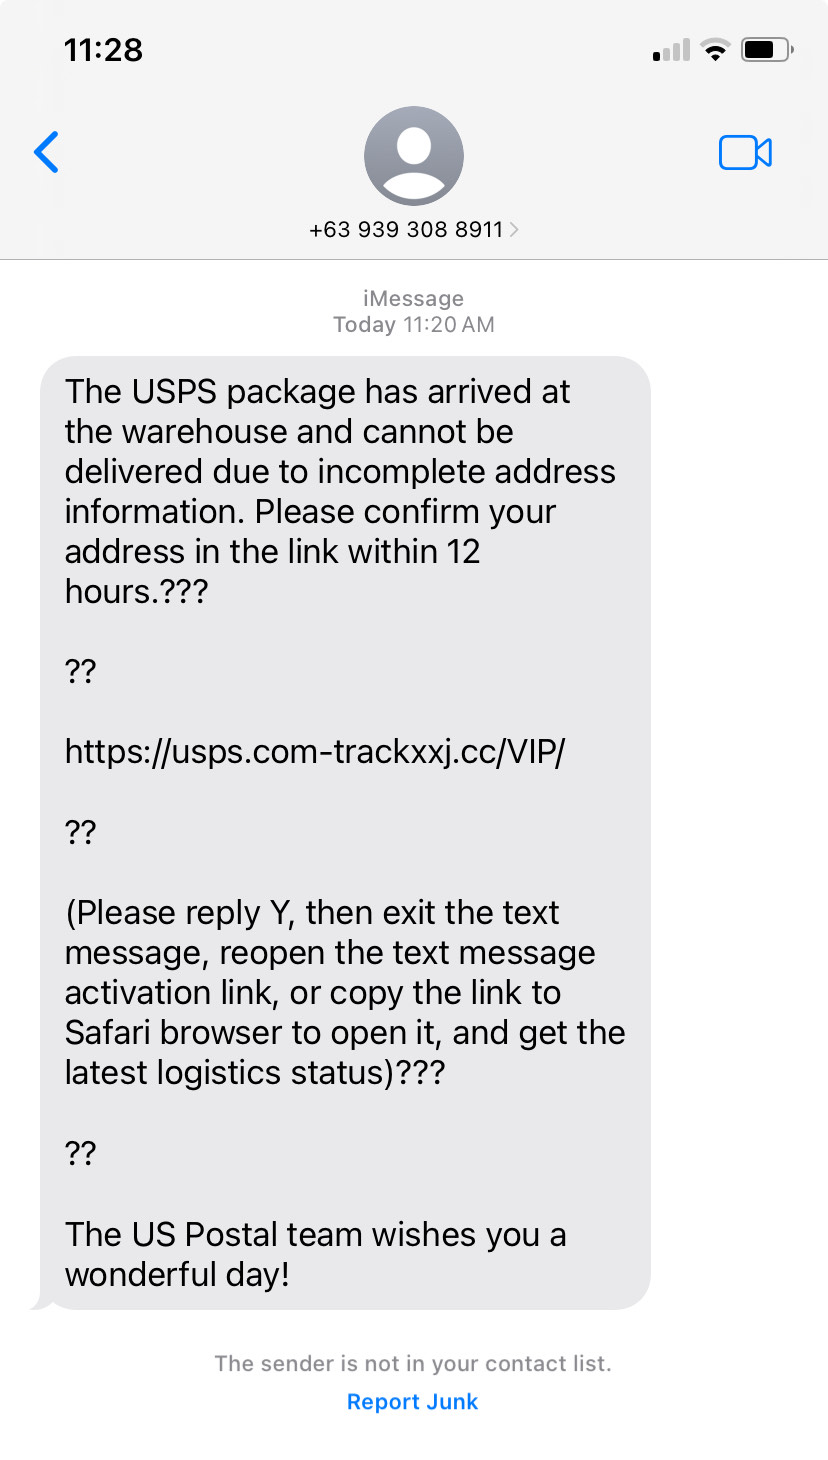 11:28
+63 939 308 8911
iMessage
Today 11:20 AM
The USPS package has arrived at
the warehouse and cannot be
delivered due to incomplete address
information. Please confirm your
address in the link within 12
hours.???
??
https://usps.com-trackxxj.cc/VIP/
??
(Please reply Y, then exit the text
message, reopen the text message
activation link, or copy the link to
Safari browser to open it, and get the
latest logistics status)???
??
The US Postal team wishes you a
wonderful day!
The sender is not in your contact list.
Report Junk